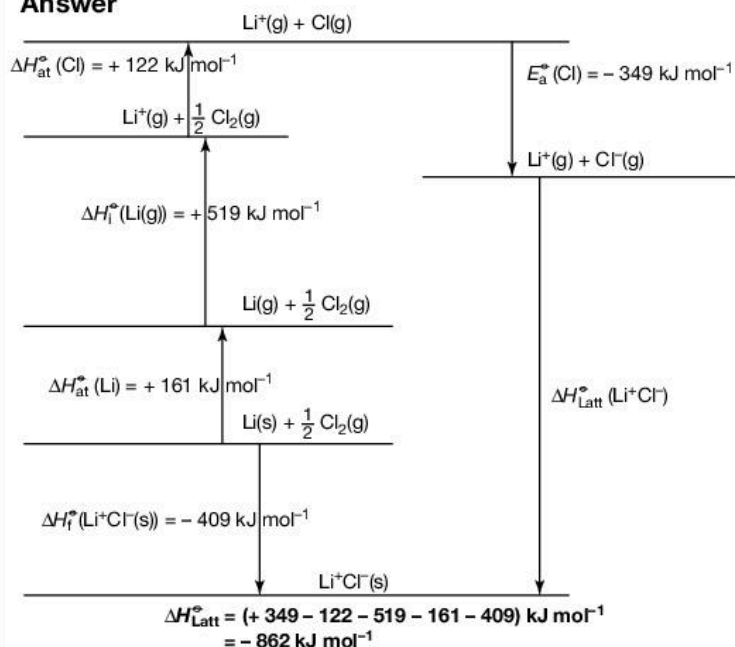 Answer
Li⁺(g) + Cl(g)
ΔH°at (Cl) = + 122 kJ mol⁻¹
E°a (Cl) = – 349 kJ mol⁻¹
Li⁺(g) + 1/2 Cl₂(g)
Li⁺(g) + Cl⁻(g)
ΔH°i (Li(g)) = + 519 kJ mol⁻¹
Li(g) + 1/2 Cl₂(g)
ΔH°at (Li) = + 161 kJ mol⁻¹
ΔH°Latt (Li⁺Cl⁻)
Li(s) + 1/2 Cl₂(g)
ΔH°f (Li⁺Cl⁻(s)) = – 409 kJ mol⁻¹
Li⁺Cl⁻(s)
ΔH°Latt = (+ 349 – 122 – 519 – 161 – 409) kJ mol⁻¹
= – 862 kJ mol⁻¹